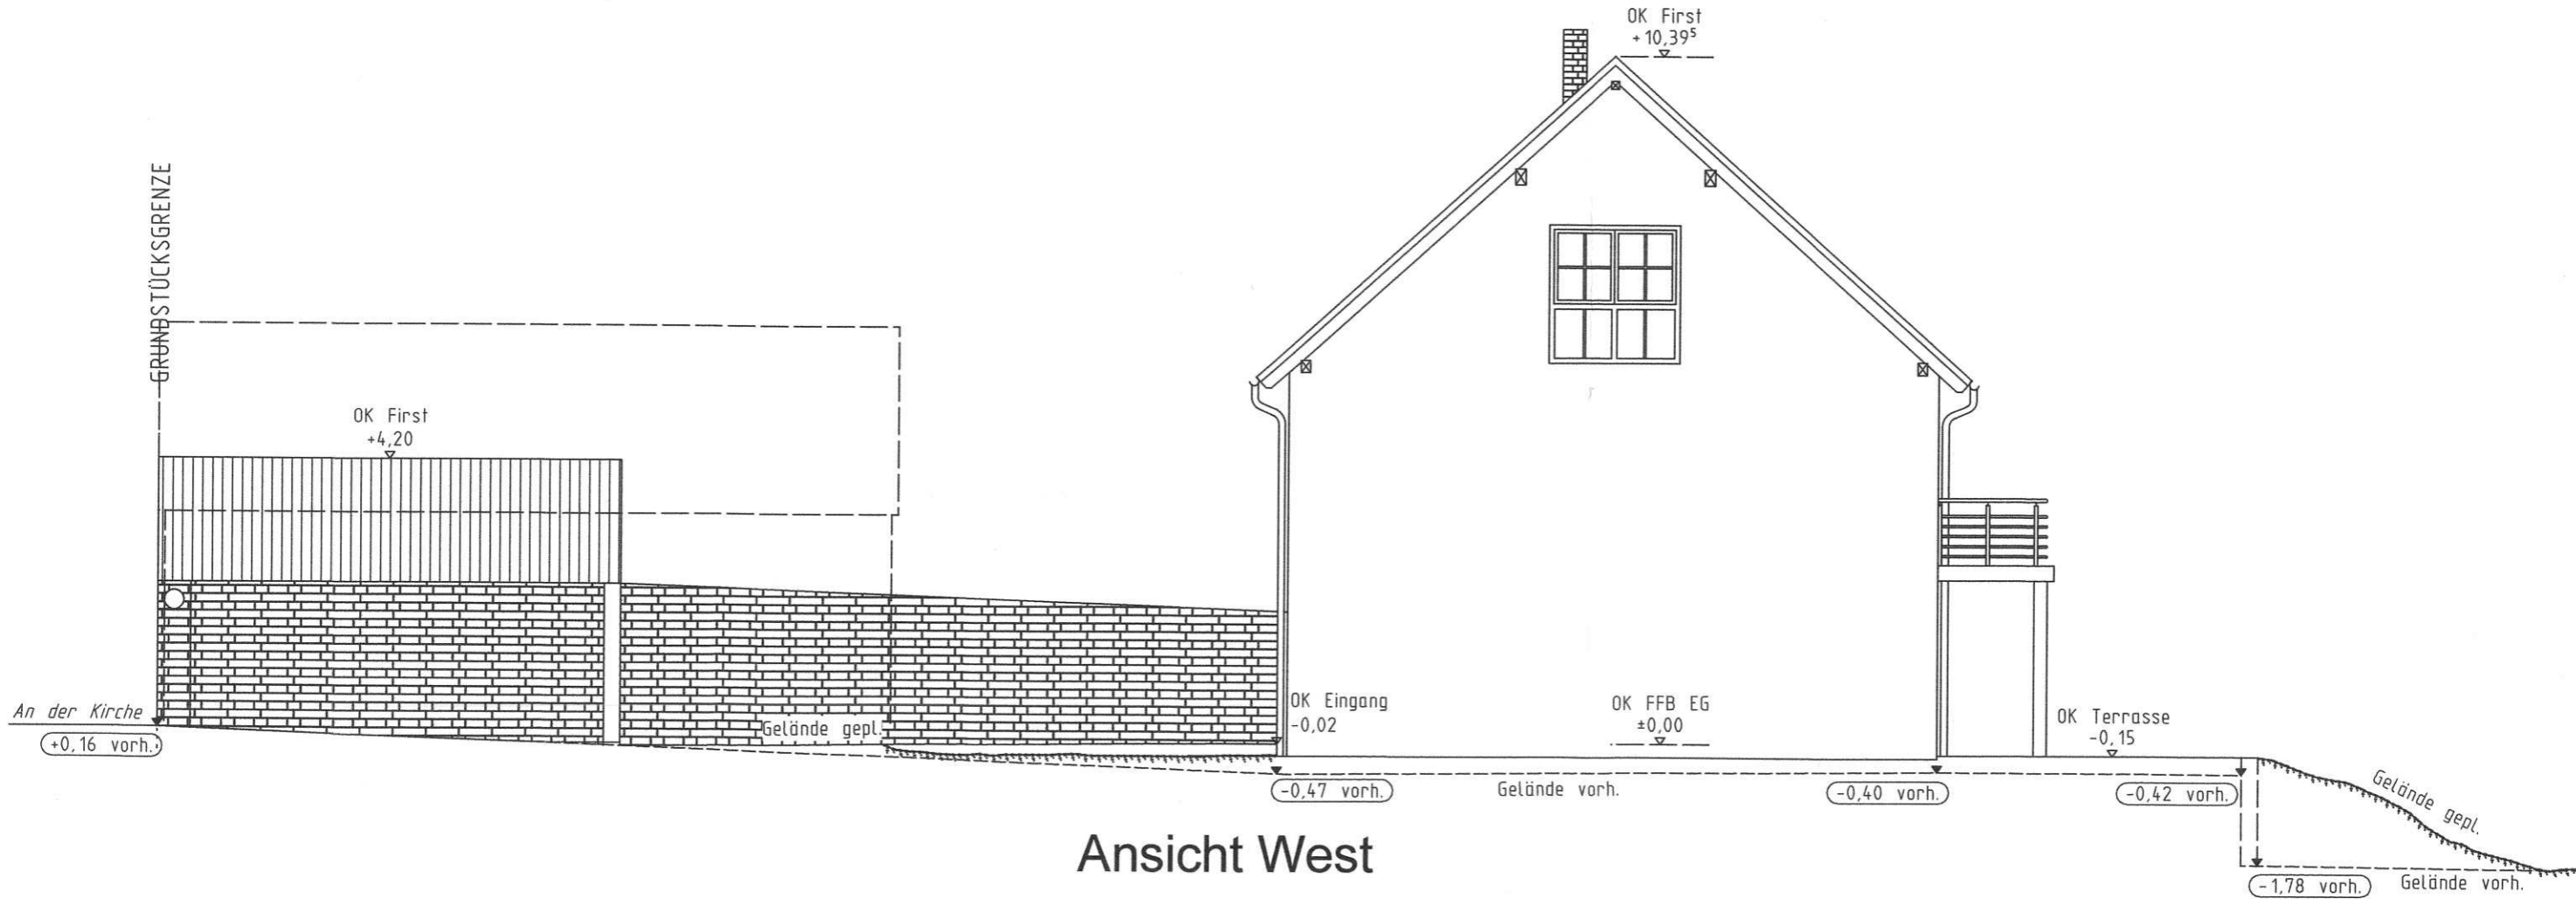 OK First
+10,39⁵
GRUNDSTÜCKSGRENZE
OK First
+4,20
An der Kirche
+0,16 vorh.
Gelände gepl.
OK Eingang
-0,02
OK FFB EG
±0,00
OK Terrasse
-0,15
-0,47 vorh.
Gelände vorh.
-0,40 vorh.
-0,42 vorh.
Gelände gepl.
-1,78 vorh.
Gelände vorh.
Ansicht West